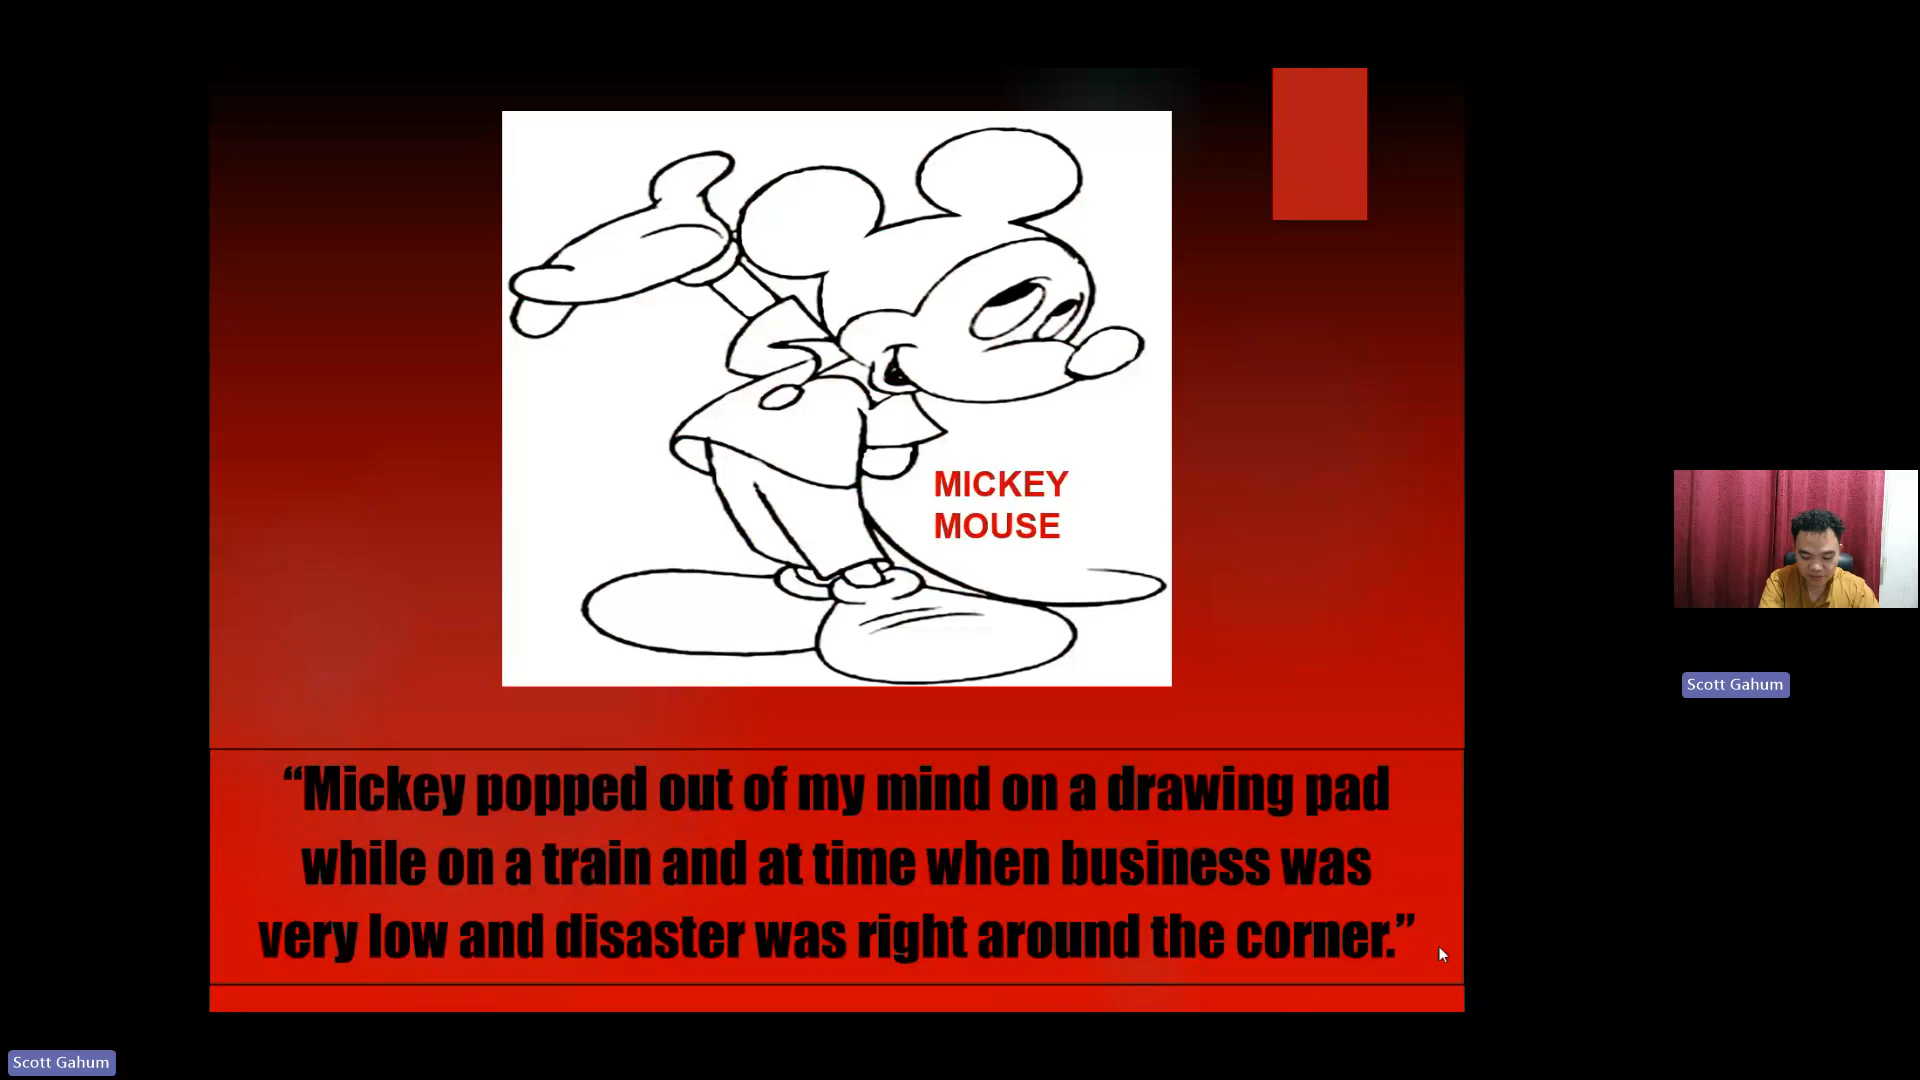 MICKEY
MOUSE
“Mickey popped out of my mind on a drawing pad
while on a train and at time when business was
very low and disaster was right around the corner.”
Scott Gahum
Scott Gahum